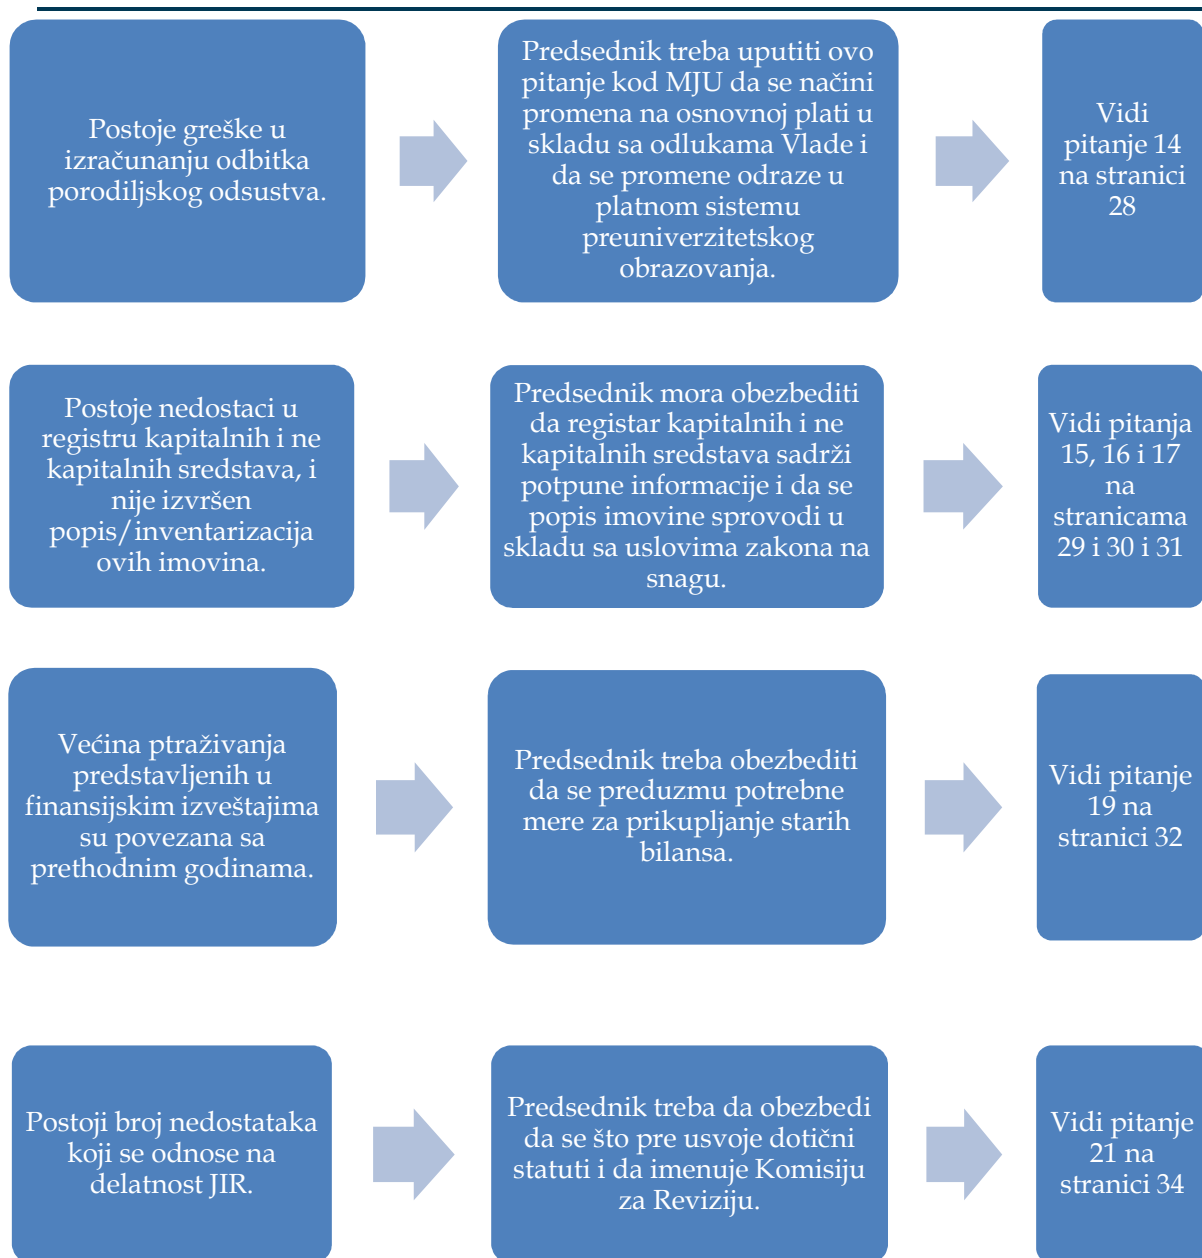 Postoje greške u
izračunanju odbitka
porodiljskog odsustva.
Predsednik treba uputiti ovo
pitanje kod MJU da se načini
promena na osnovnoj plati u
skladu sa odlukama Vlade i
da se promene odraze u
platnom sistemu
preuniverzitetskog
obrazovanja.
Vidi
pitanje 14
na stranici
28
Postoje nedostaci u
registru kapitalnih i ne
kapitalnih sredstava, i
nije izvršen
popis/inventarizacija
ovih imovina.
Predsednik mora obezbediti
da registar kapitalnih i ne
kapitalnih sredstava sadrži
potpune informacije i da se
popis imovine sprovodi u
skladu sa uslovima zakona na
snagu.
Vidi pitanja
15, 16 i 17
na
stranicama
29 i 30 i 31
Većina ptraživanja
predstavljenih u
finansijskim izveštajima
su povezana sa
prethodnim godinama.
Predsednik treba obezbediti
da se preduzmu potrebne
mere za prikupljanje starih
bilansa.
Vidi pitanje
19 na
stranici 32
Postoji broj nedostataka
koji se odnose na
delatnost JIR.
Predsednik treba da obezbedi
da se što pre usvoje dotični
statuti i da imenuje Komisiju
za Reviziju.
Vidi pitanje
21 na
stranici 34